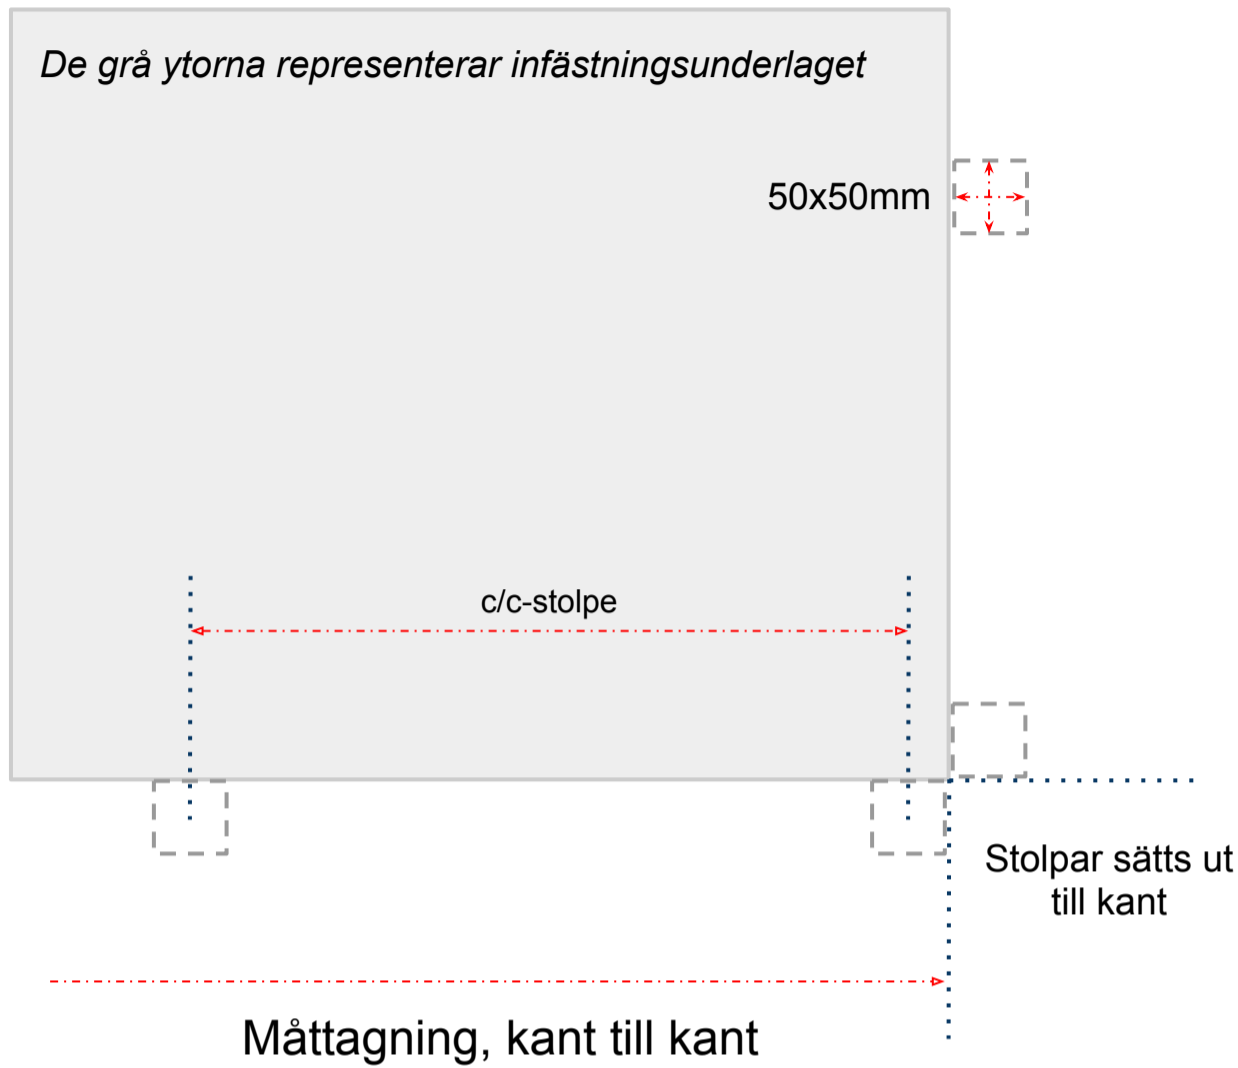 De grå ytorna representerar infästningsunderlaget
50x50mm
c/c-stolpe
Stolpar sätts ut
till kant
Måttagning, kant till kant